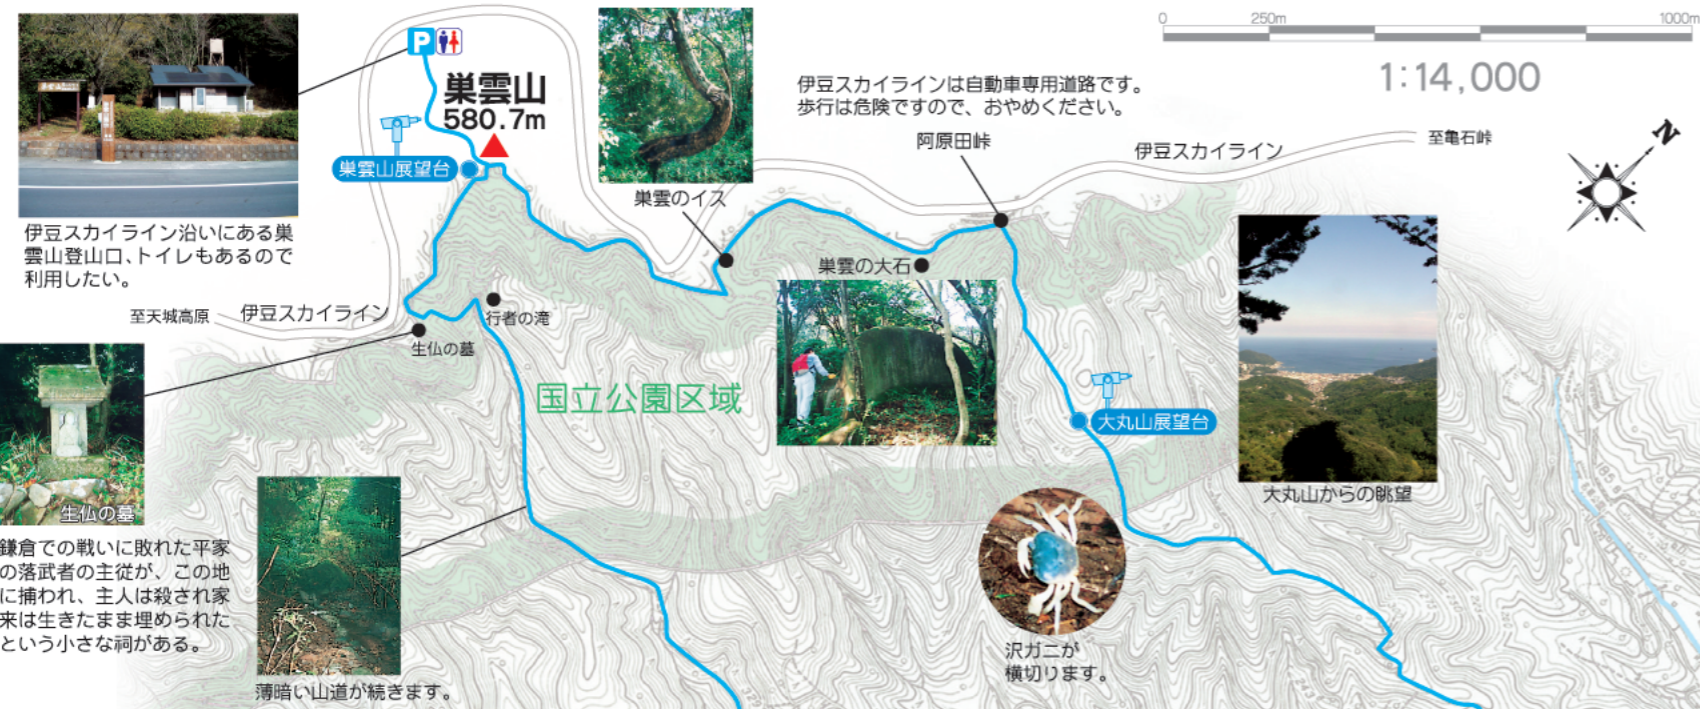 0 250m 1000m
1:14,000
P
巣雲山
580.7m
巣雲山展望台
伊豆スカイラインは自動車専用道路です。
歩行は危険ですので、おやめください。
阿原田峠
伊豆スカイライン
至亀石峠
N
巣雲のイス
伊豆スカイライン沿いにある巣
雲山登山口、トイレもあるので
利用したい。
巣雲の大石
至天城高原
伊豆スカイライン
行者の滝
生仏の墓
国立公園区域
大丸山展望台
大丸山からの眺望
生仏の墓
鎌倉での戦いに敗れた平家
の落武者の主従が、この地
に捕われ、主人は殺され家
来は生きたまま埋められた
という小さな祠がある。
沢ガニが
横切ります。
薄暗い山道が続きます。